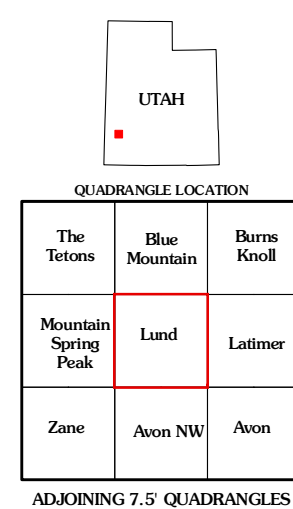 UTAH
QUADRANGLE LOCATION
The
Tetons
Blue
Mountain
Burns
Knoll
Mountain
Spring
Peak
Lund
Latimer
Zane
Avon NW
Avon
ADJOINING 7.5' QUADRANGLES